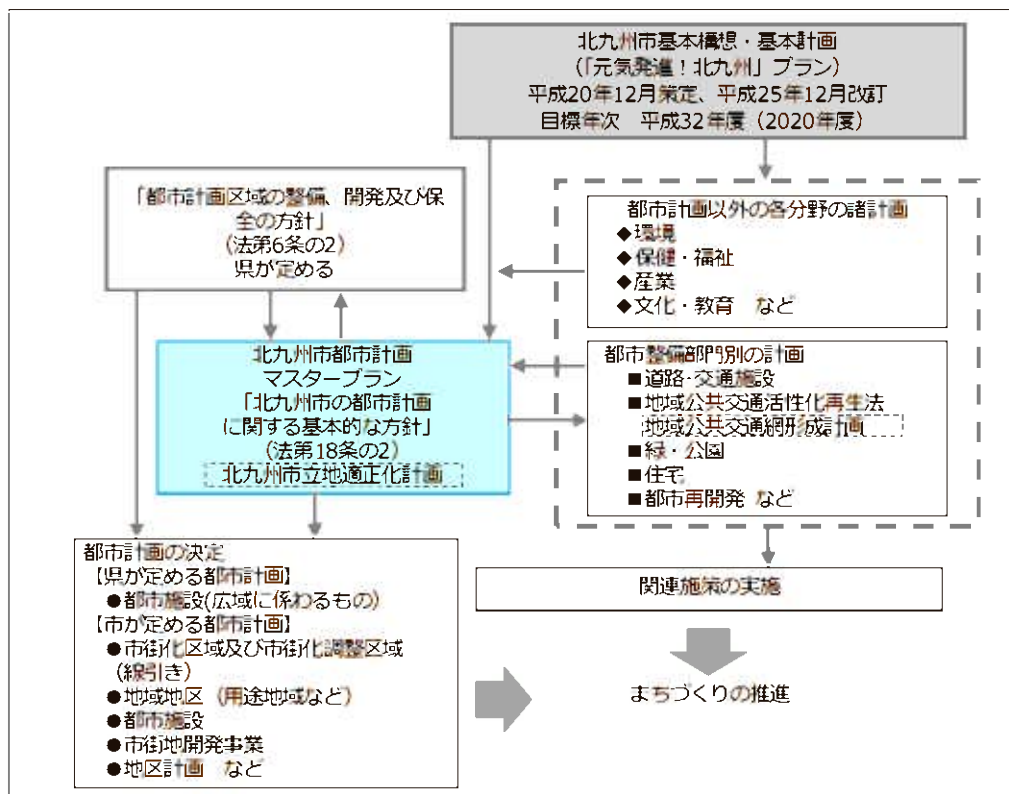 北九州市基本構想・基本計画
(「元気発進！北九州」プラン)
平成20年12月策定、平成25年12月改訂
目標年次　平成32年度（2020年度）
「都市計画区域の整備、開発及び保
全の方針」
(法第6条の2)
県が定める
都市計画以外の各分野の諸計画
◆環境
◆保健・福祉
◆産業
◆文化・教育　など
北九州市都市計画
マスタープラン
「北九州市の都市計画
に関する基本的な方針」
(法第18条の2)
北九州市立地適正化計画
都市整備部門別の計画
■道路・交通施設
■地域公共交通活性化再生法
地域公共交通網形成計画
■緑・公園
■住宅
■都市再開発 など
都市計画の決定
【県が定める都市計画】
●都市施設(広域に係わるもの)
【市が定める都市計画】
●市街化区域及び市街化調整区域
(線引き)
●地域地区（用途地域など）
●都市施設
●市街地開発事業
●地区計画　など
関連施策の実施
まちづくりの推進